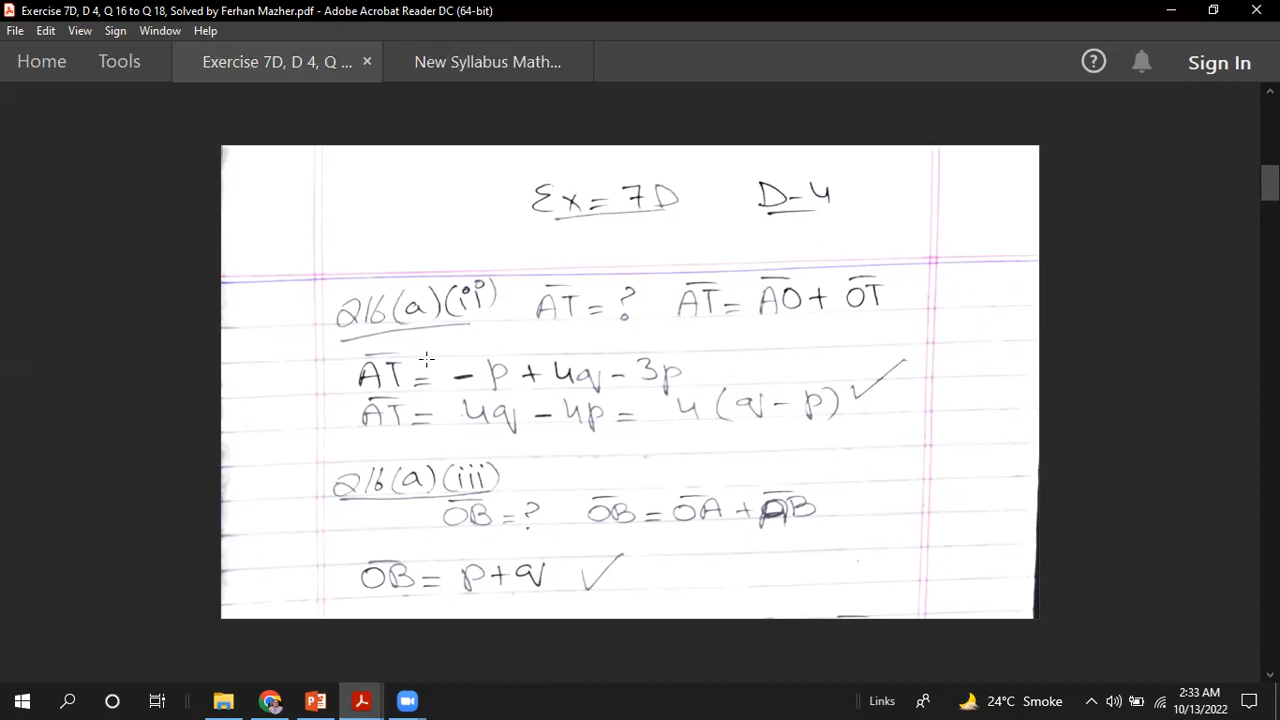 Exercise 7D, D 4, Q 16 to Q 18, Solved by Ferhan Mazher.pdf - Adobe Acrobat Reader DC (64-bit)
File Edit View Sign Window Help
Home Tools Exercise 7D, D 4, Q ... × New Syllabus Math... Sign In
Ex = 7D D-4
Q16(a)(ii) AT = ? AT = AO + OT
AT = - p + 4q - 3p
AT = 4q - 4p = 4 (q - p) ✓
Q16(a)(iii)
OB = ? OB = OA + AB
OB = p+q ✓
Links 24°C Smoke 2:33 AM
10/13/2022